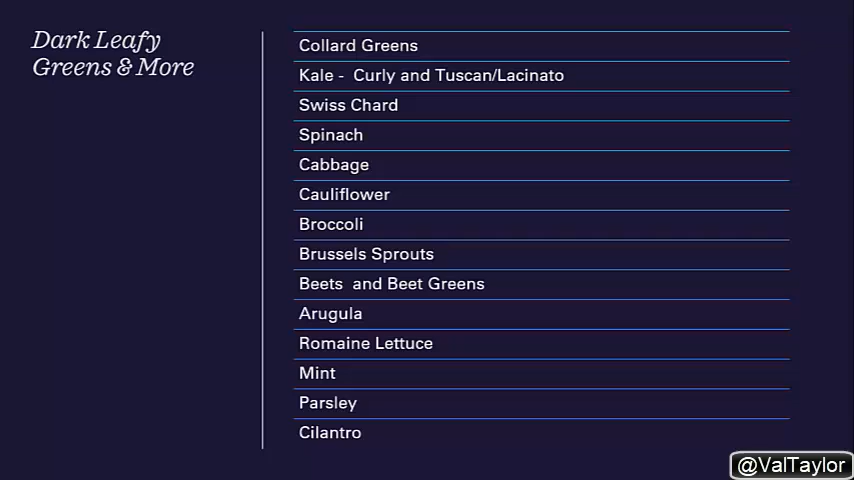 Dark Leafy
Greens & More
Collard Greens
Kale -  Curly and Tuscan/Lacinato
Swiss Chard
Spinach
Cabbage
Cauliflower
Broccoli
Brussels Sprouts
Beets  and Beet Greens
Arugula
Romaine Lettuce
Mint
Parsley
Cilantro
@ValTaylor